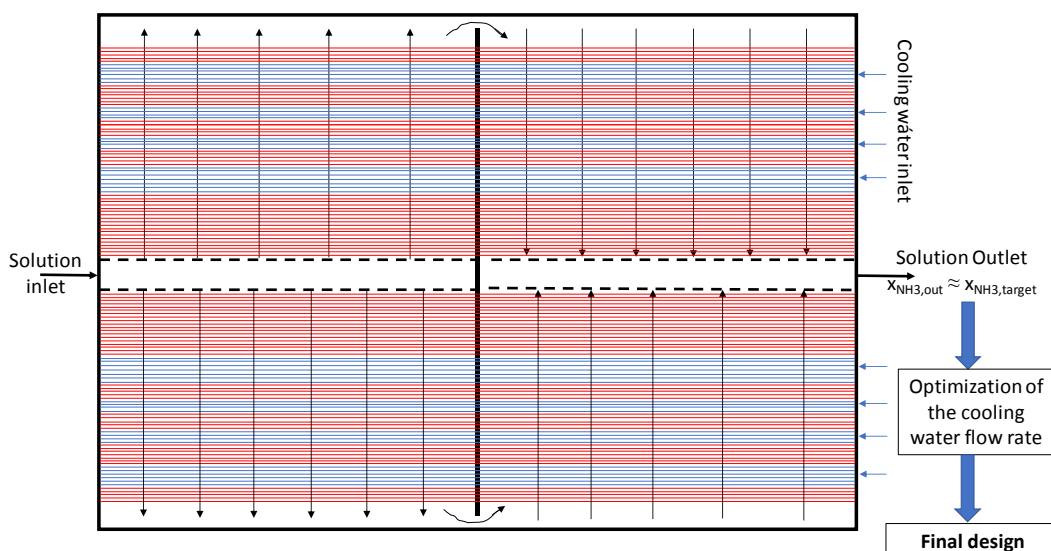 Cooling wáter inlet
Solution
inlet
Solution Outlet
xNH3,out ≈ xNH3,target
Optimization of
the cooling
water flow rate
Final design